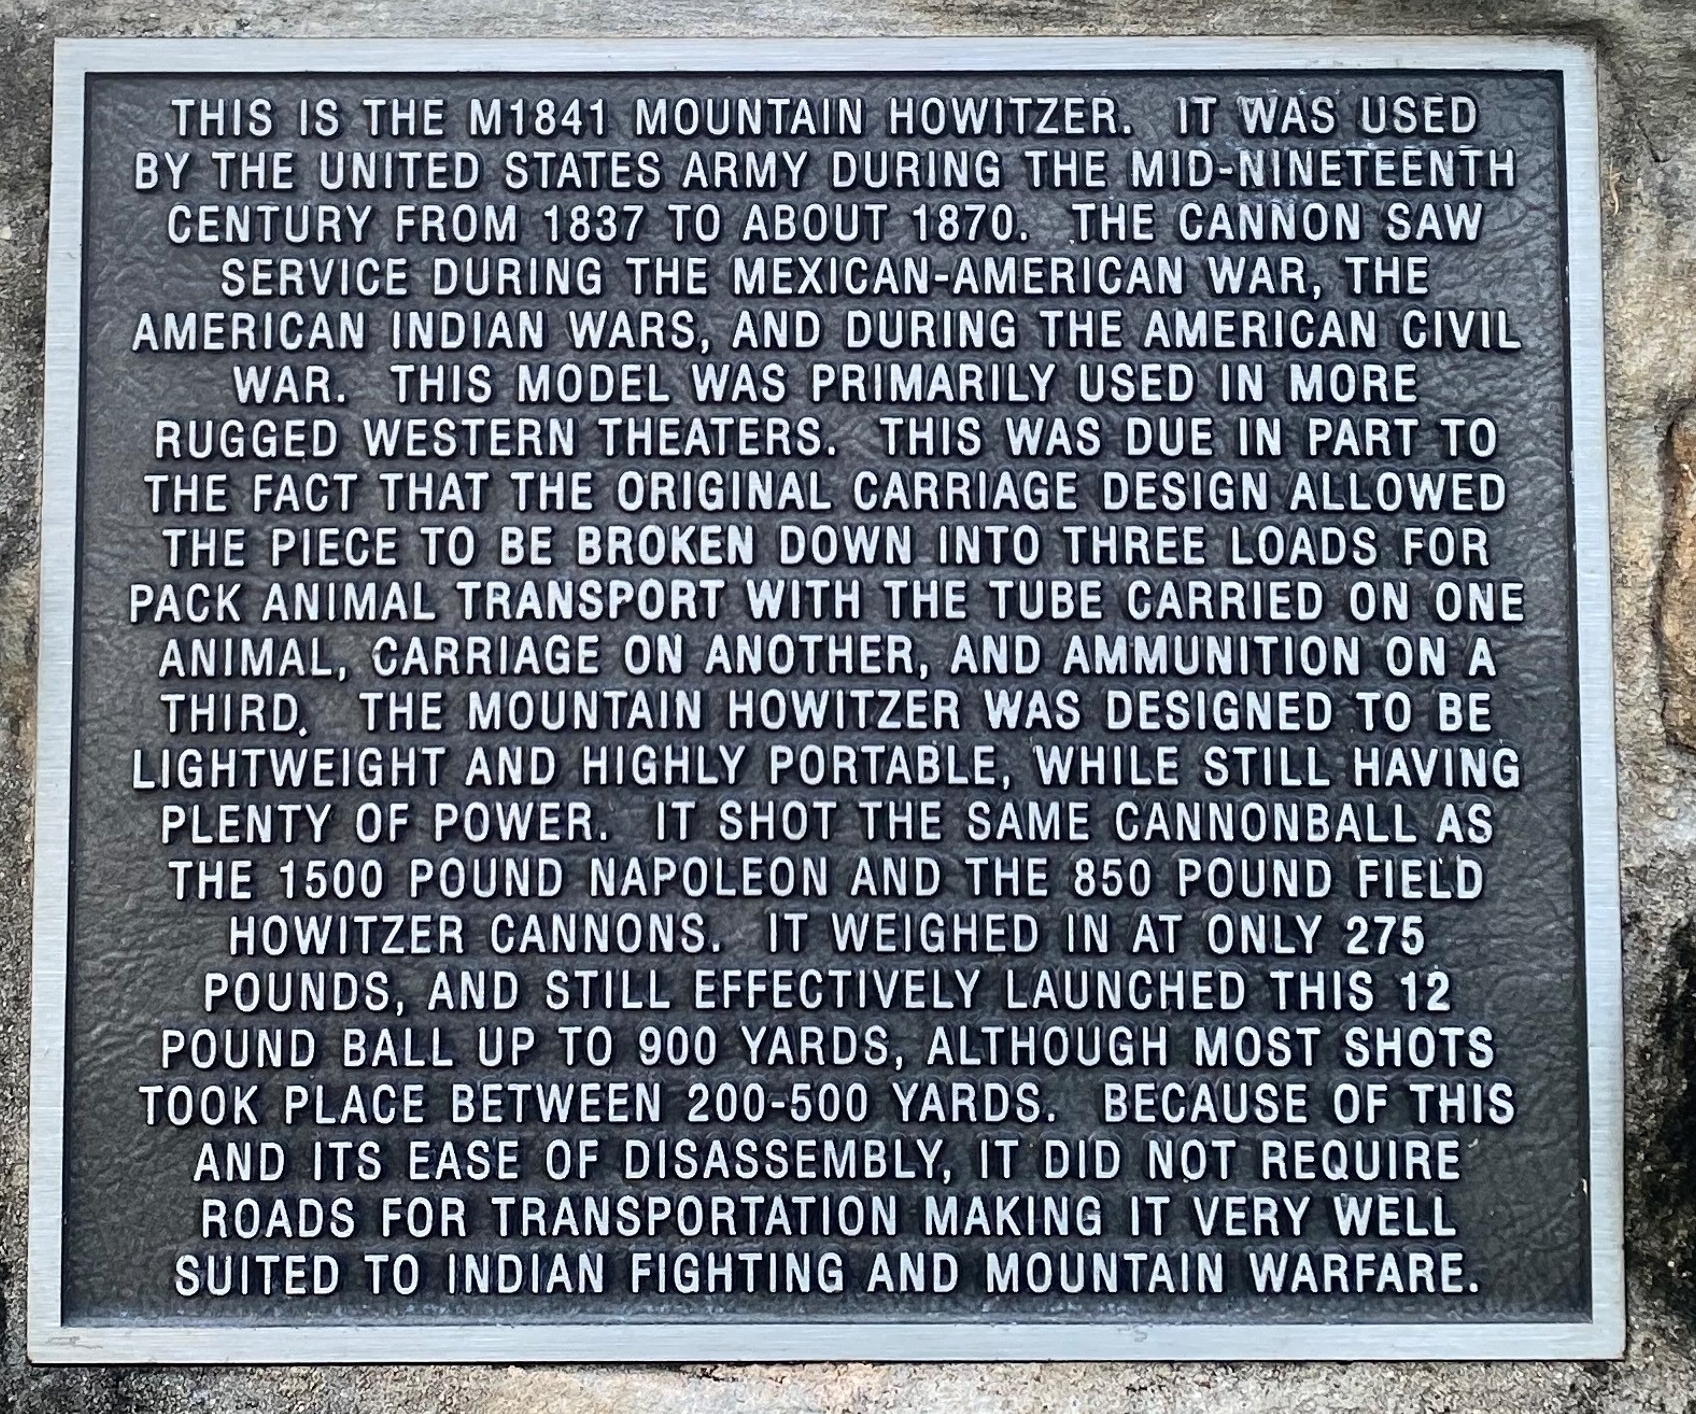 THIS IS THE M1841 MOUNTAIN HOWITZER. IT WAS USED
BY THE UNITED STATES ARMY DURING THE MID-NINETEENTH
CENTURY FROM 1837 TO ABOUT 1870. THE CANNON SAW
SERVICE DURING THE MEXICAN-AMERICAN WAR, THE
AMERICAN INDIAN WARS, AND DURING THE AMERICAN CIVIL
WAR. THIS MODEL WAS PRIMARILY USED IN MORE
RUGGED WESTERN THEATERS. THIS WAS DUE IN PART TO
THE FACT THAT THE ORIGINAL CARRIAGE DESIGN ALLOWED
THE PIECE TO BE BROKEN DOWN INTO THREE LOADS FOR
PACK ANIMAL TRANSPORT WITH THE TUBE CARRIED ON ONE
ANIMAL, CARRIAGE ON ANOTHER, AND AMMUNITION ON A
THIRD. THE MOUNTAIN HOWITZER WAS DESIGNED TO BE
LIGHTWEIGHT AND HIGHLY PORTABLE, WHILE STILL HAVING
PLENTY OF POWER. IT SHOT THE SAME CANNONBALL AS
THE 1500 POUND NAPOLEON AND THE 850 POUND FIELD
HOWITZER CANNONS. IT WEIGHED IN AT ONLY 275
POUNDS, AND STILL EFFECTIVELY LAUNCHED THIS 12
POUND BALL UP TO 900 YARDS, ALTHOUGH MOST SHOTS
TOOK PLACE BETWEEN 200-500 YARDS. BECAUSE OF THIS
AND ITS EASE OF DISASSEMBLY, IT DID NOT REQUIRE
ROADS FOR TRANSPORTATION MAKING IT VERY WELL
SUITED TO INDIAN FIGHTING AND MOUNTAIN WARFARE.